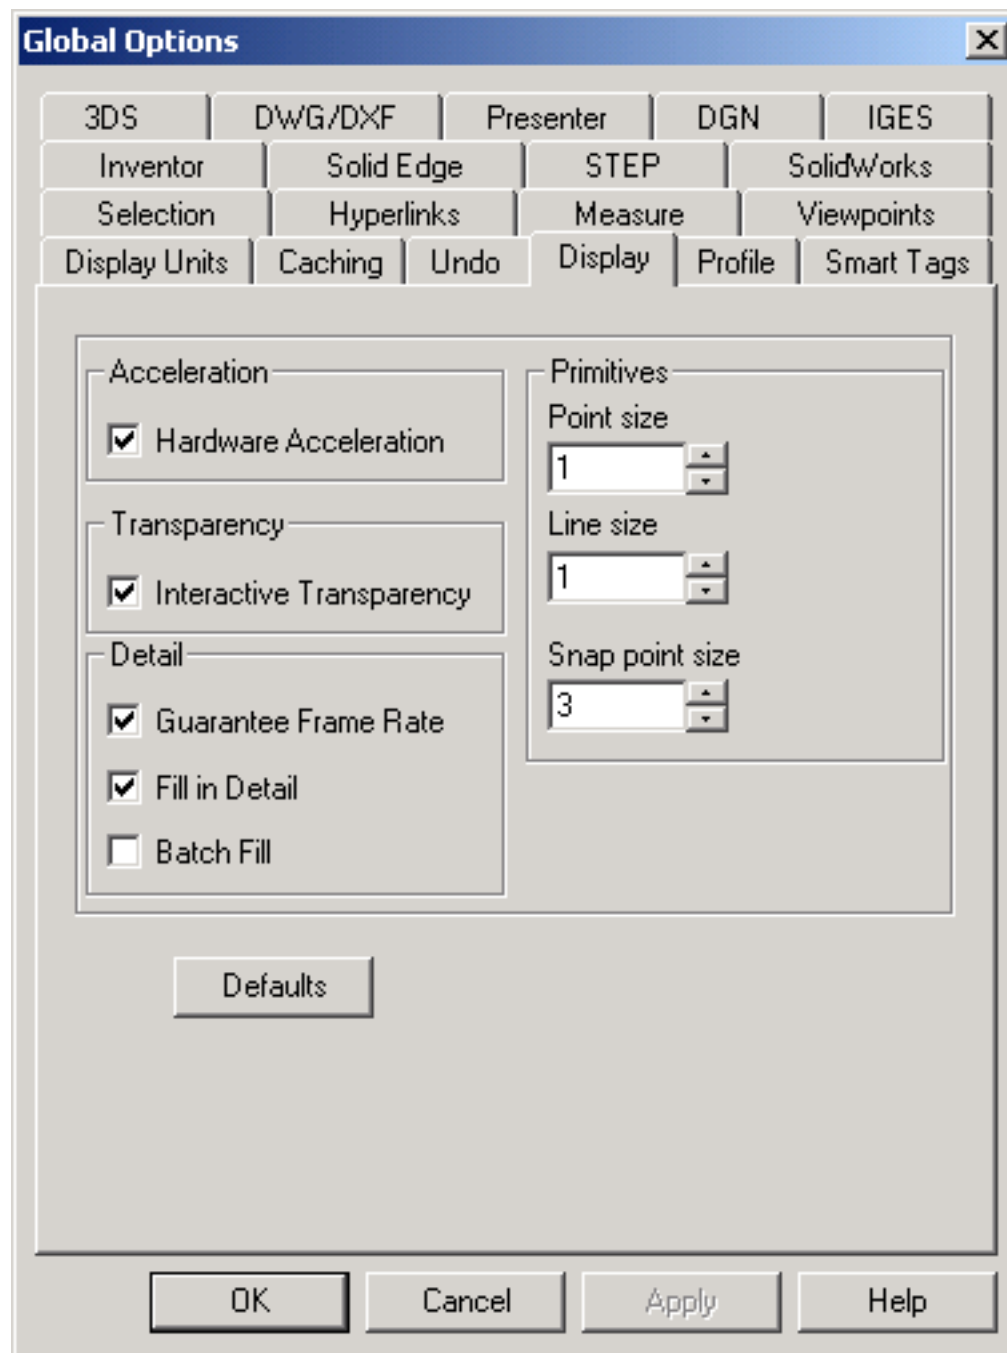 Global Options
3DS DWG/DXF Presenter DGN IGES
Inventor Solid Edge STEP SolidWorks
Selection Hyperlinks Measure Viewpoints
Display Units Caching Undo Display Profile Smart Tags
Acceleration
Hardware Acceleration
Transparency
Interactive Transparency
Detail
Guarantee Frame Rate
Fill in Detail
Batch Fill
Primitives
Point size
1
Line size
1
Snap point size
3
Defaults
OK Cancel Apply Help